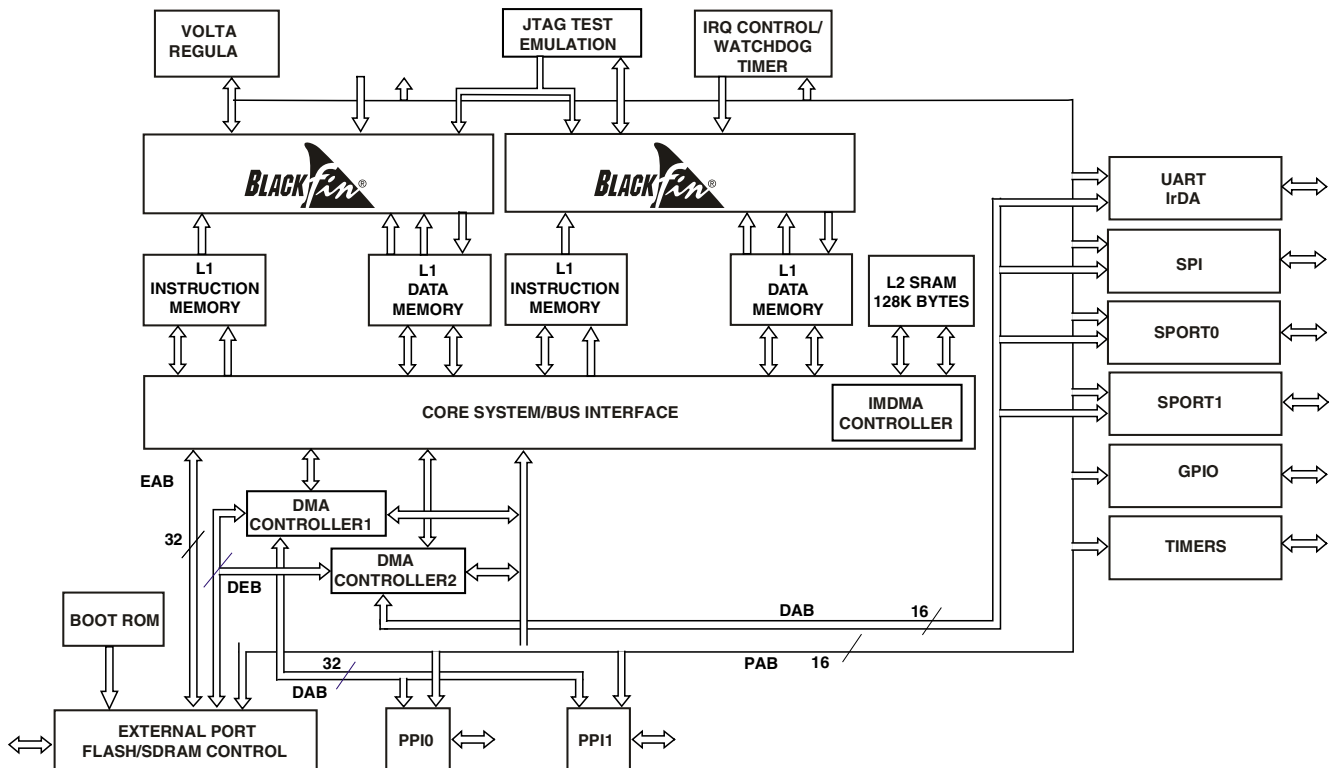 VOLTA
REGULA
JTAG TEST
EMULATION
IRQ CONTROL/
WATCHDOG
TIMER
BLACKfin®
BLACKfin®
UART
IrDA
SPI
SPORT0
SPORT1
GPIO
TIMERS
L1
INSTRUCTION
MEMORY
L1
DATA
MEMORY
L1
INSTRUCTION
MEMORY
L1
DATA
MEMORY
L2 SRAM
128K BYTES
CORE SYSTEM/BUS INTERFACE
IMDMA
CONTROLLER
EAB
32
DMA
CONTROLLER1
DMA
CONTROLLER2
DEB
DAB 16
PAB 16
BOOT ROM
32
DAB
EXTERNAL PORT
FLASH/SDRAM CONTROL
PPI0
PPI1